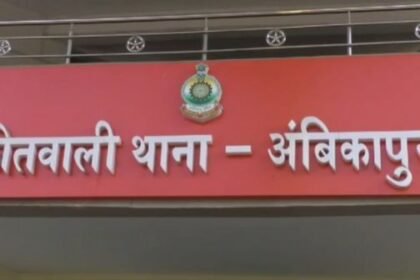 ोतवाली थाना – अंबिकापुर